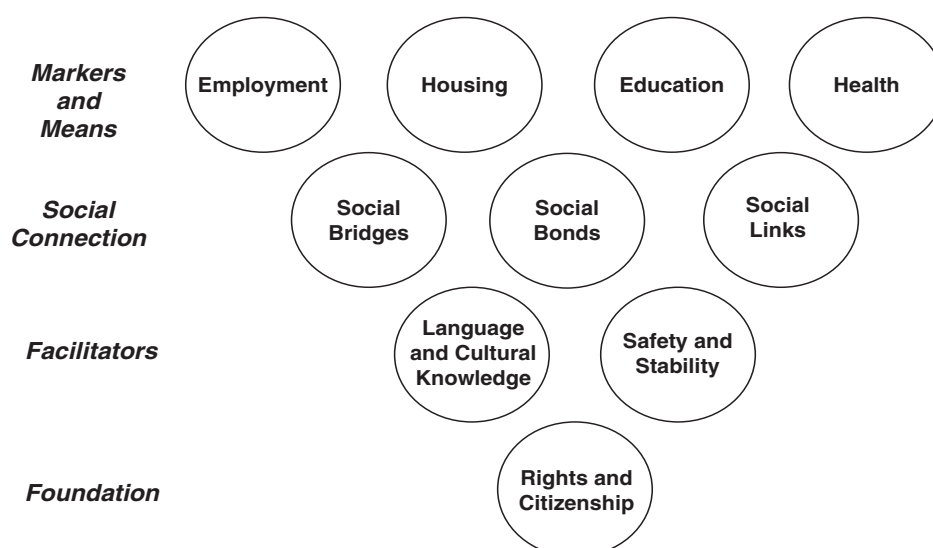 Markers
and
Means
Employment
Housing
Education
Health
Social
Connection
Social
Bridges
Social
Bonds
Social
Links
Facilitators
Language
and Cultural
Knowledge
Safety and
Stability
Foundation
Rights and
Citizenship